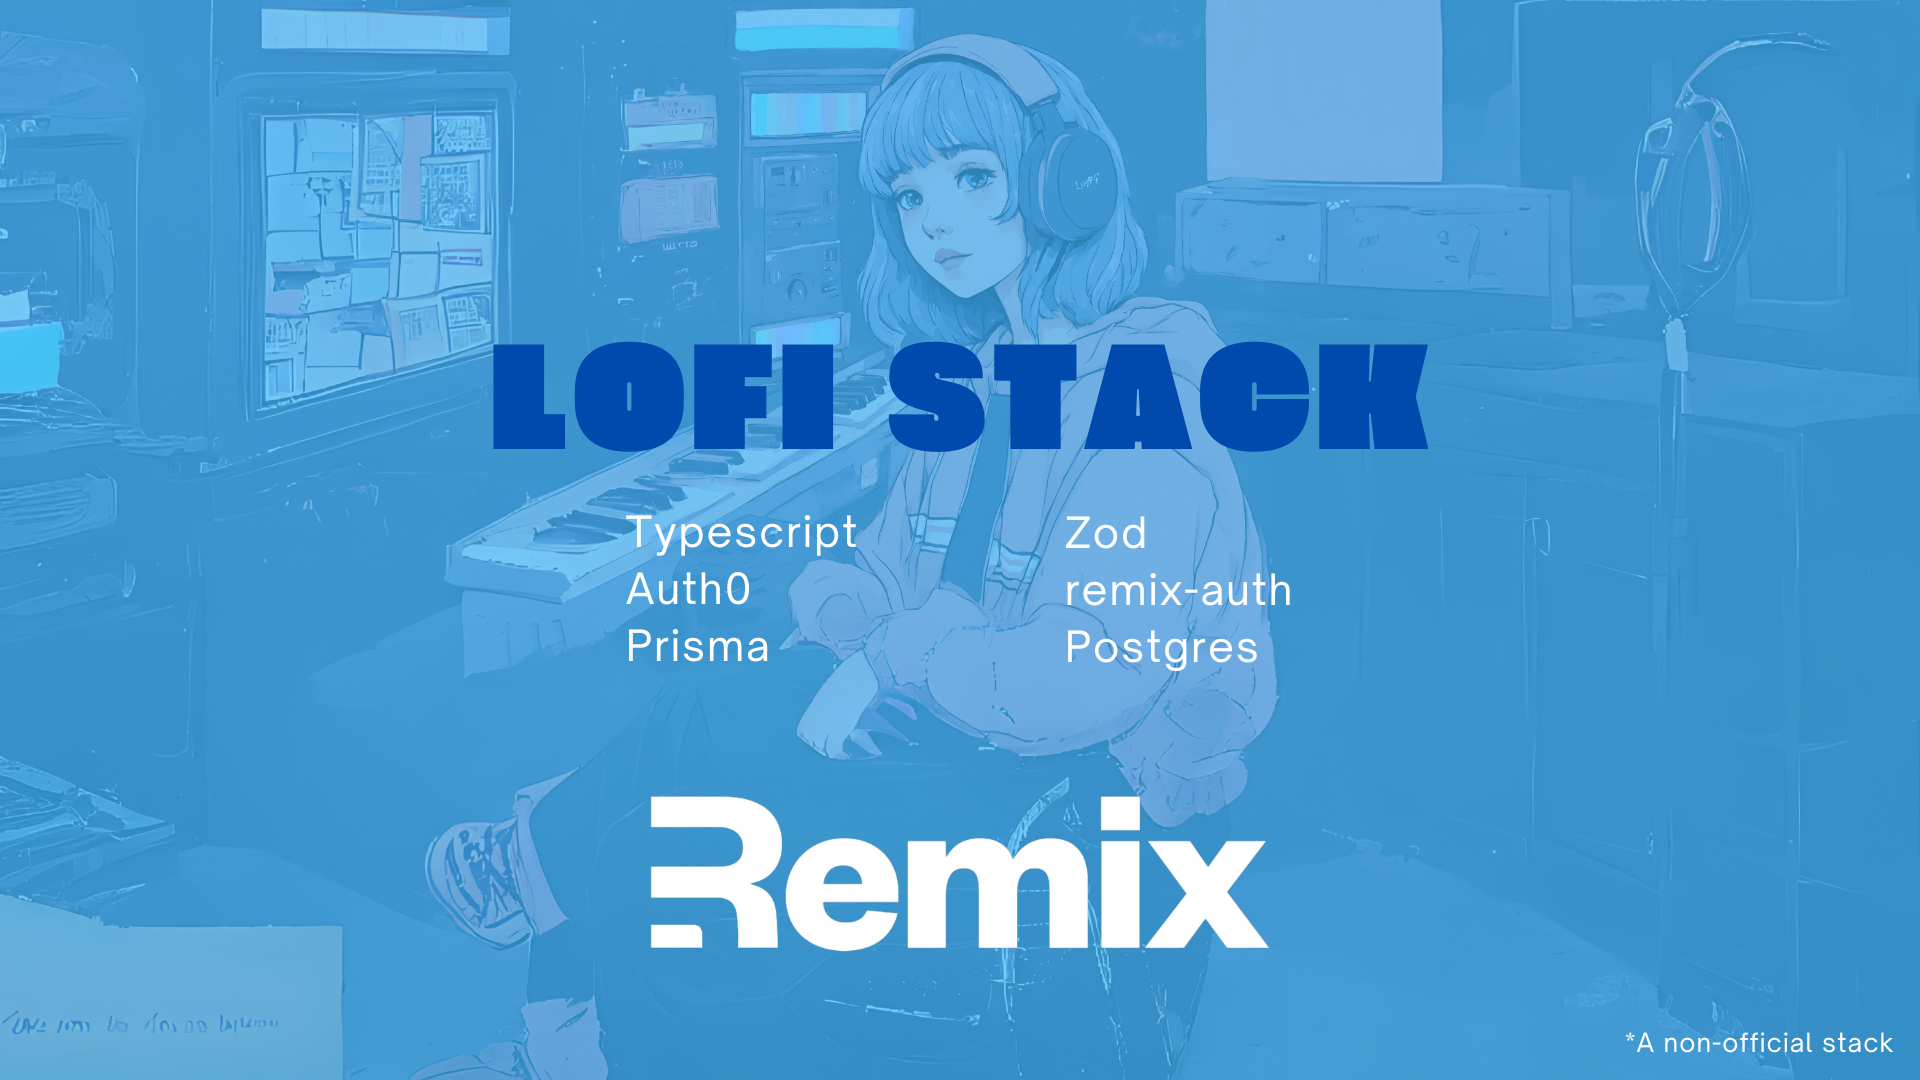 LOFI STACK
Typescript
Auth0
Prisma
Zod
remix-auth
Postgres
Remix
*A non-official stack